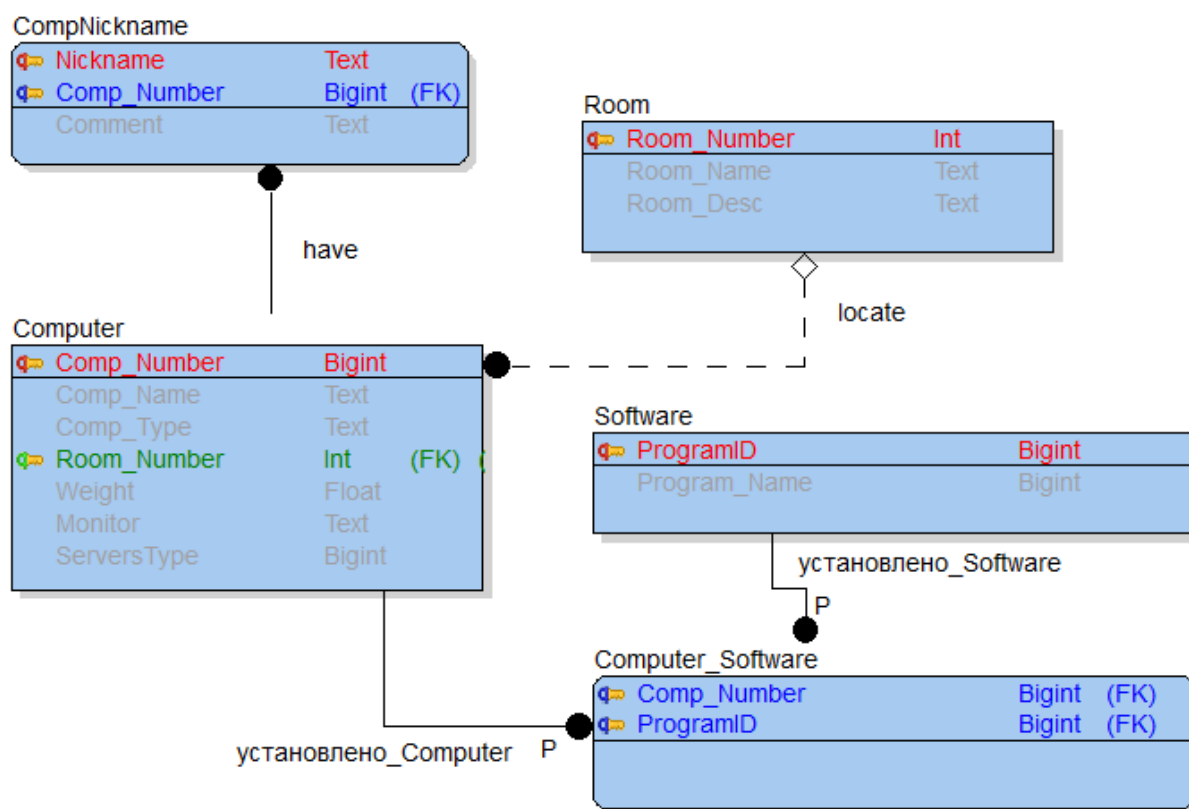 CompNickname
Nickname Text
Comp_Number Bigint (FK)
Comment Text
have
Room
Room_Number Int
Room_Name Text
Room_Desc Text
locate
Computer
Comp_Number Bigint
Comp_Name Text
Comp_Type Text
Room_Number Int (FK) (
Weight Float
Monitor Text
ServersType Bigint
Software
ProgramID Bigint
Program_Name Bigint
установлено_Software
P
Computer_Software
Comp_Number Bigint (FK)
ProgramID Bigint (FK)
установлено_Computer P